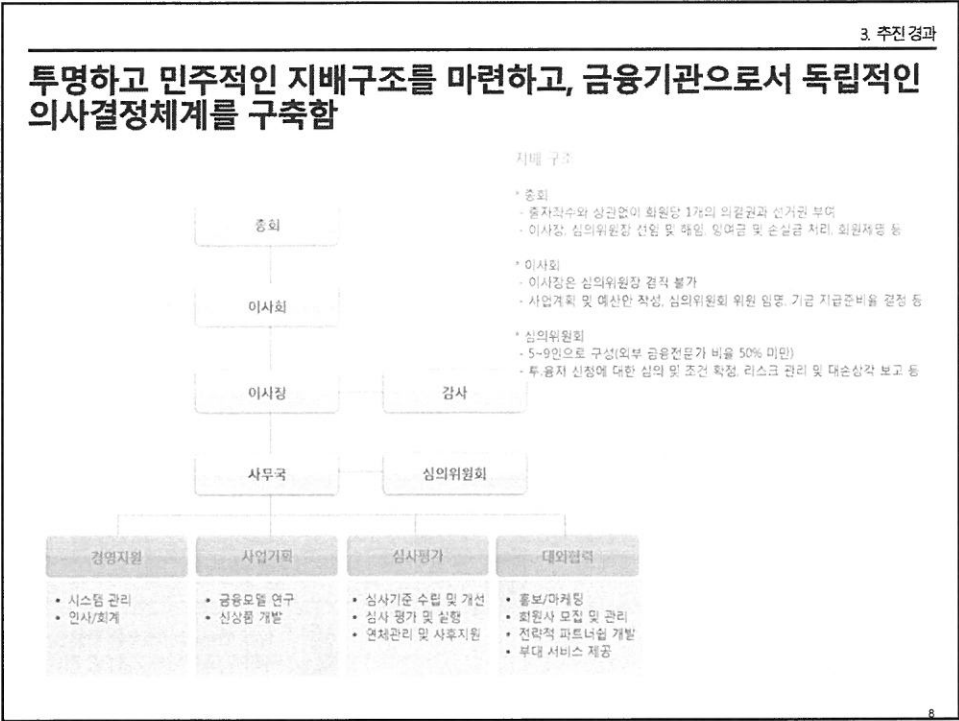 3. 추진 경과
투명하고 민주적인 지배구조를 마련하고, 금융기관으로서 독립적인
의사결정체계를 구축함
지배 구조
* 총회
- 출자좌수와 상관없이 회원당 1개의 의결권과 선거권 부여
- 이사장, 심의위원장 선임 및 해임, 잉여금 및 손실금 처리, 회원제명 등
* 이사회
- 이사장은 심의위원장 겸직 불가
- 사업계획 및 예산안 작성, 심의위원회 위원 임명, 기금 지급준비율 결정 등
* 심의위원회
- 5~9인으로 구성(외부 금융전문가 비율 50% 미만)
- 투.융자 신청에 대한 심의 및 조건 확정, 리스크 관리 및 대손상각 보고 등
총회
이사회
이사장
감사
사무국
심의위원회
경영지원
• 시스템 관리
• 인사/회계
사업기획
• 금융모델 연구
• 신상품 개발
심사평가
• 심사기준 수립 및 개선
• 심사 평가 및 실행
• 연체관리 및 사후지원
대외협력
• 홍보/마케팅
• 회원사 모집 및 관리
• 전략적 파트너쉽 개발
• 부대 서비스 제공
8